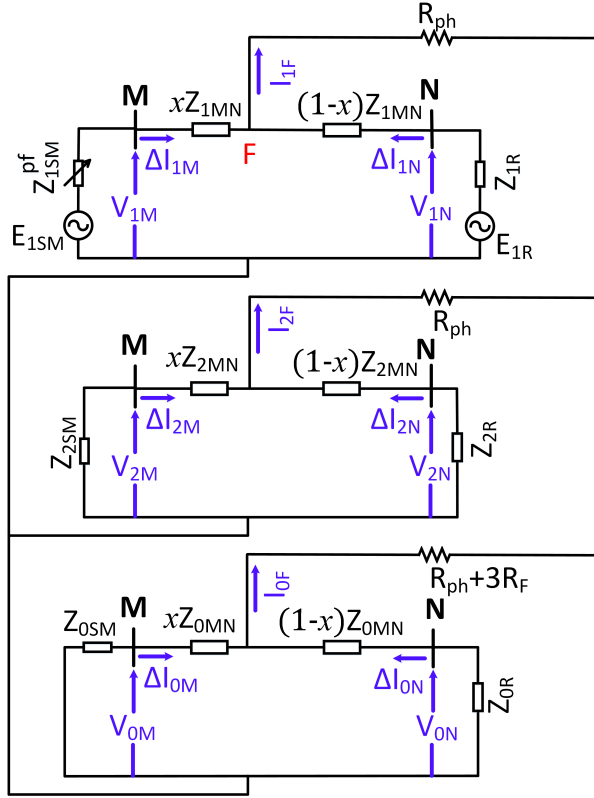 R_ph
I_1F
M
xZ_1MN
(1-x)Z_1MN
N
F
Z_1SM^pf
ΔI_1M
ΔI_1N
Z_1R
V_1M
V_1N
E_1SM
E_1R
I_2F
R_ph
M
xZ_2MN
(1-x)Z_2MN
N
ΔI_2M
ΔI_2N
Z_2SM
V_2M
V_2N
Z_2R
I_0F
R_ph+3R_F
M
Z_0SM
xZ_0MN
(1-x)Z_0MN
N
ΔI_0M
ΔI_0N
Z_0R
V_0M
V_0N